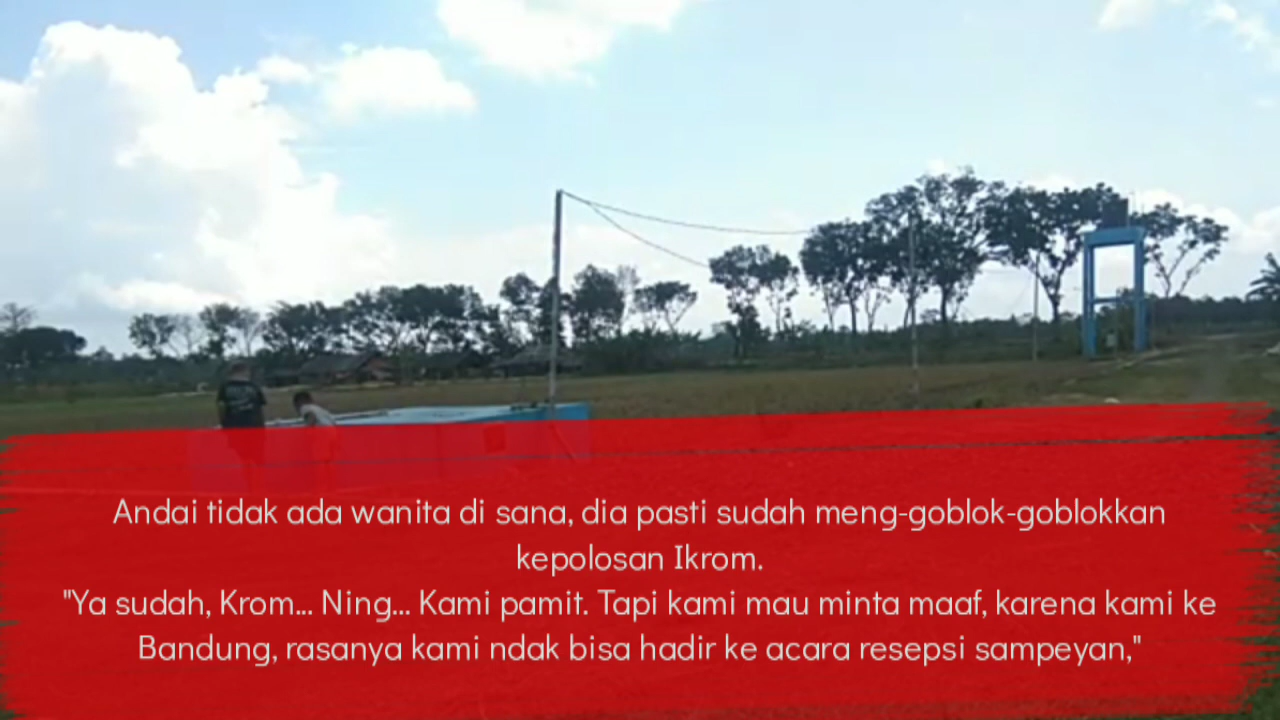 Andai tidak ada wanita di sana, dia pasti sudah meng-goblok-goblokkan
kepolosan Ikrom.
"Ya sudah, Krom... Ning... Kami pamit. Tapi kami mau minta maaf, karena kami ke
Bandung, rasanya kami ndak bisa hadir ke acara resepsi sampeyan,"